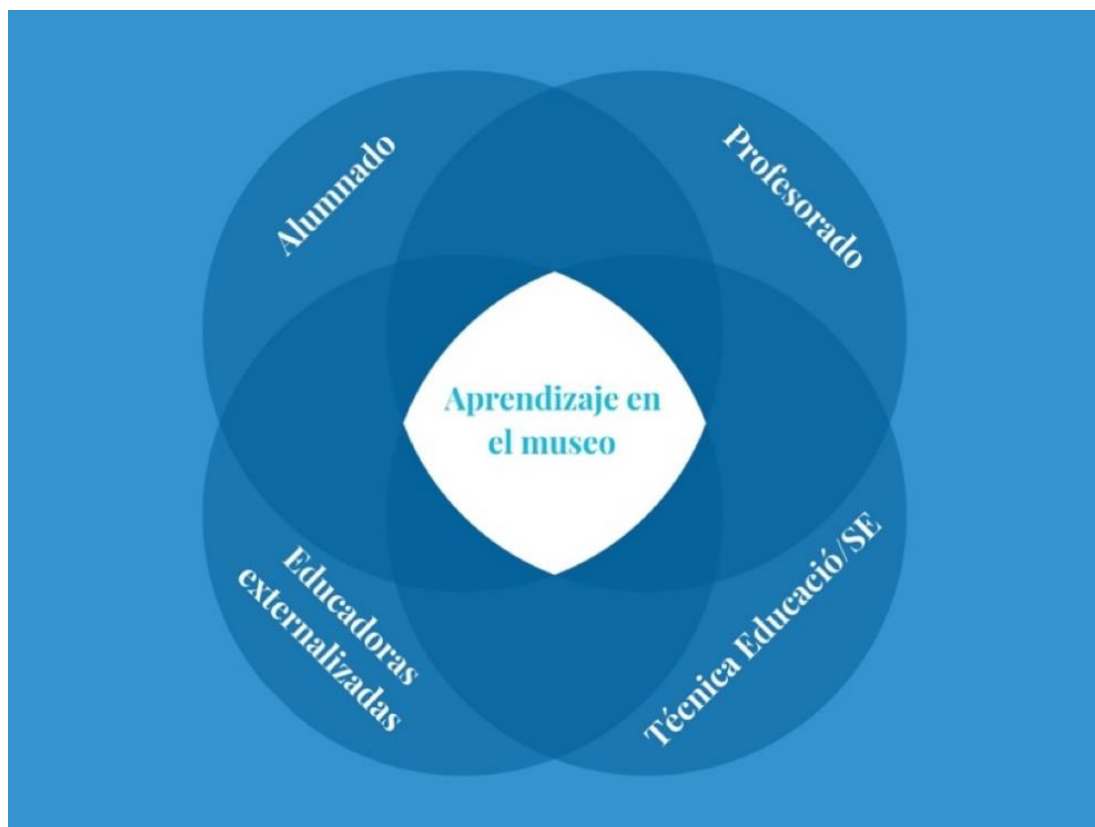 Alumnado
Profesorado
Aprendizaje en
el museo
Educadoras
externalizadas
Técnica Educació/SE